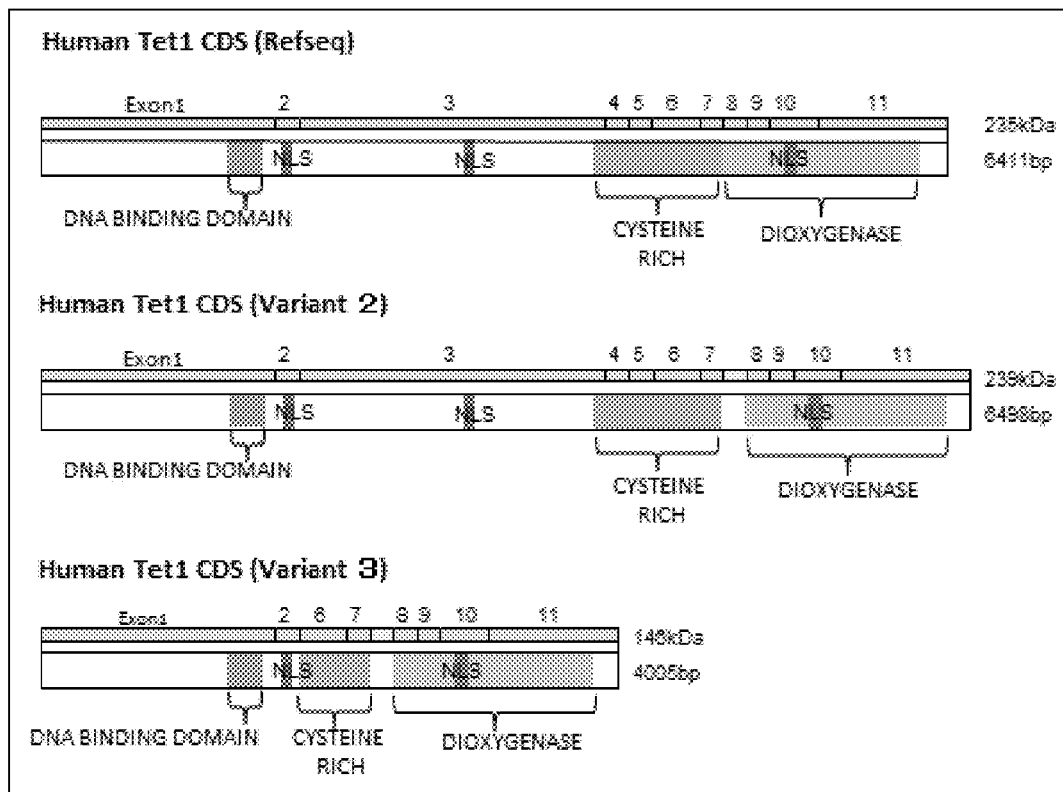 Human Tet1 CDS (Refseq)
Exon1 2 3 4 5 6 7 8 9 10 11
235kDa
NLS NLS NLS
6411bp
DNA BINDING DOMAIN
CYSTEINE RICH
DIOXYGENASE
Human Tet1 CDS (Variant 2)
Exon1 2 3 4 5 6 7 8 9 10 11
239kDa
NLS NLS NLS
6498bp
DNA BINDING DOMAIN
CYSTEINE RICH
DIOXYGENASE
Human Tet1 CDS (Variant 3)
Exon1 2 6 7 8 9 10 11
146kDa
NLS NLS
4005bp
DNA BINDING DOMAIN
CYSTEINE RICH
DIOXYGENASE